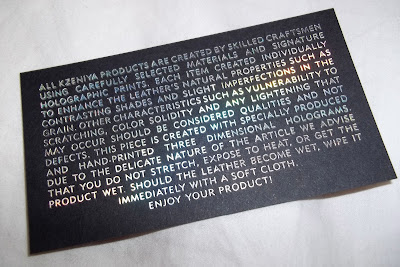 ALL KZENIYA PRODUCTS ARE CREATED BY SKILLED CRAFTSMEN
USING CAREFULLY SELECTED MATERIALS AND SIGNATURE
HOLOGRAPHIC PRINTS. EACH ITEM CREATED INDIVIDUALLY
TO ENHANCE THE LEATHER'S NATURAL PROPERTIES SUCH AS
CONTRASTING SHADES AND SLIGHT IMPERFECTIONS IN THE
GRAIN. OTHER CHARACTERISTICS SUCH AS VULNERABILITY TO
SCRATCHING, COLOR SOLIDITY AND ANY LIGHTENING THAT
MAY OCCUR SHOULD BE CONSIDERED QUALITIES AND NOT
DEFECTS. THIS PIECE IS CREATED WITH SPECIALLY PRODUCED
AND HAND-PRINTED THREE DIMENSIONAL HOLOGRAMS.
DUE TO THE DELICATE NATURE OF THE ARTICLE WE ADVISE
THAT YOU DO NOT STRETCH, EXPOSE TO HEAT, OR GET THE
PRODUCT WET. SHOULD THE LEATHER BECOME WET, WIPE IT
IMMEDIATELY WITH A SOFT CLOTH.
ENJOY YOUR PRODUCT!